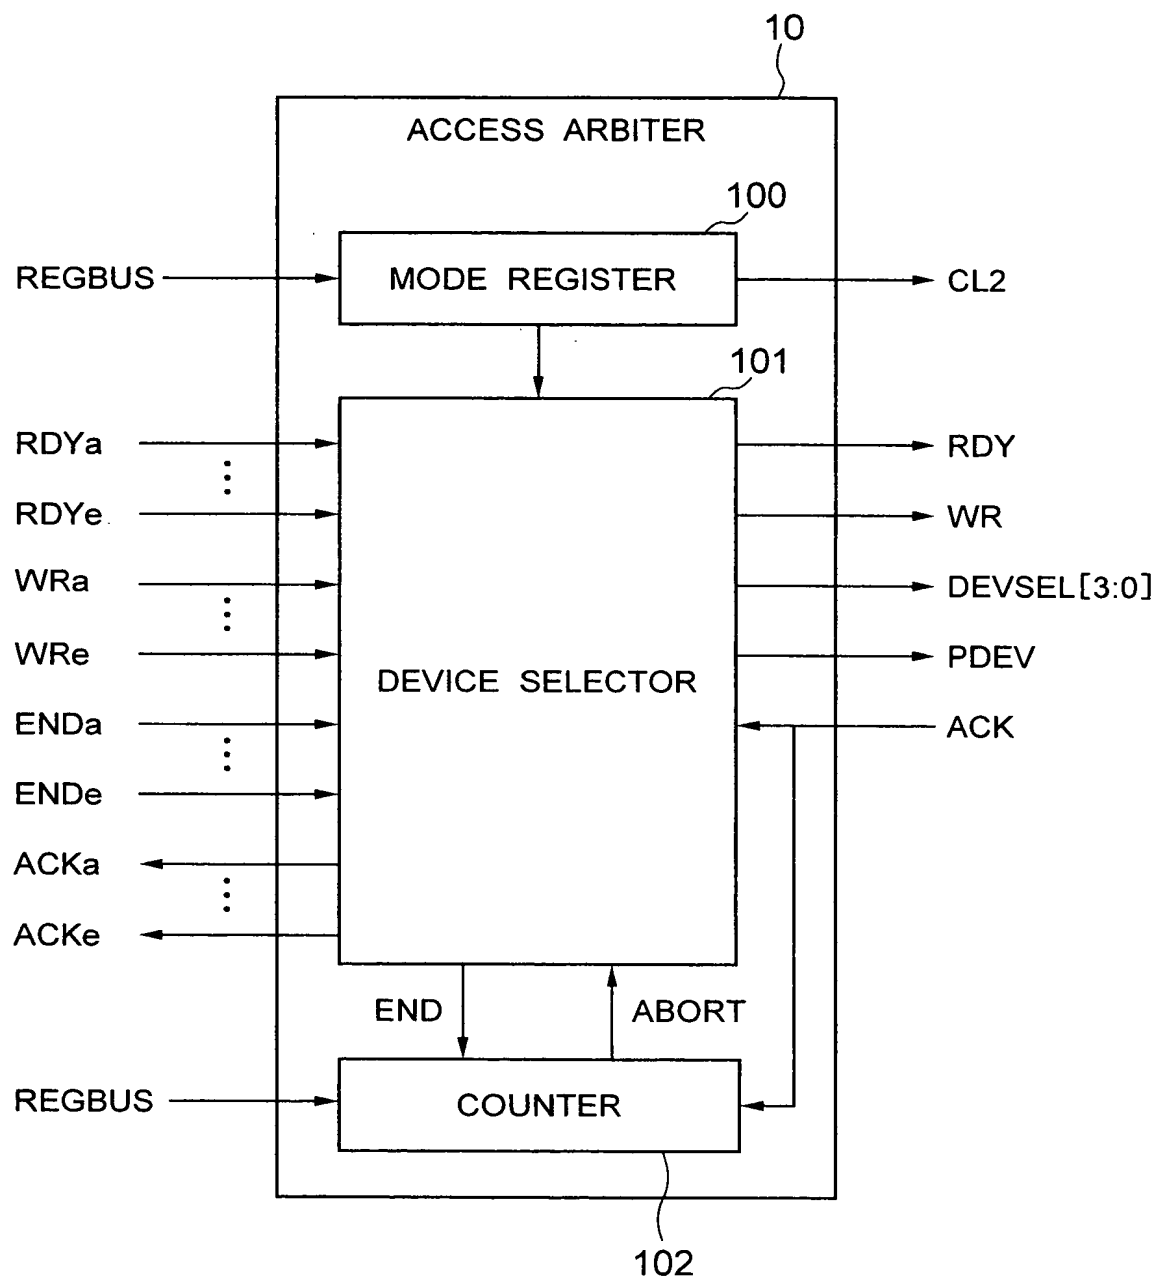 10
ACCESS ARBITER
100
REGBUS
MODE REGISTER
CL2
101
RDYa
RDY
RDYe
WR
WRa
DEVSEL[3:0]
WRe
PDEV
DEVICE SELECTOR
ENDa
ACK
ENDe
ACKa
ACKe
END
ABORT
REGBUS
COUNTER
102